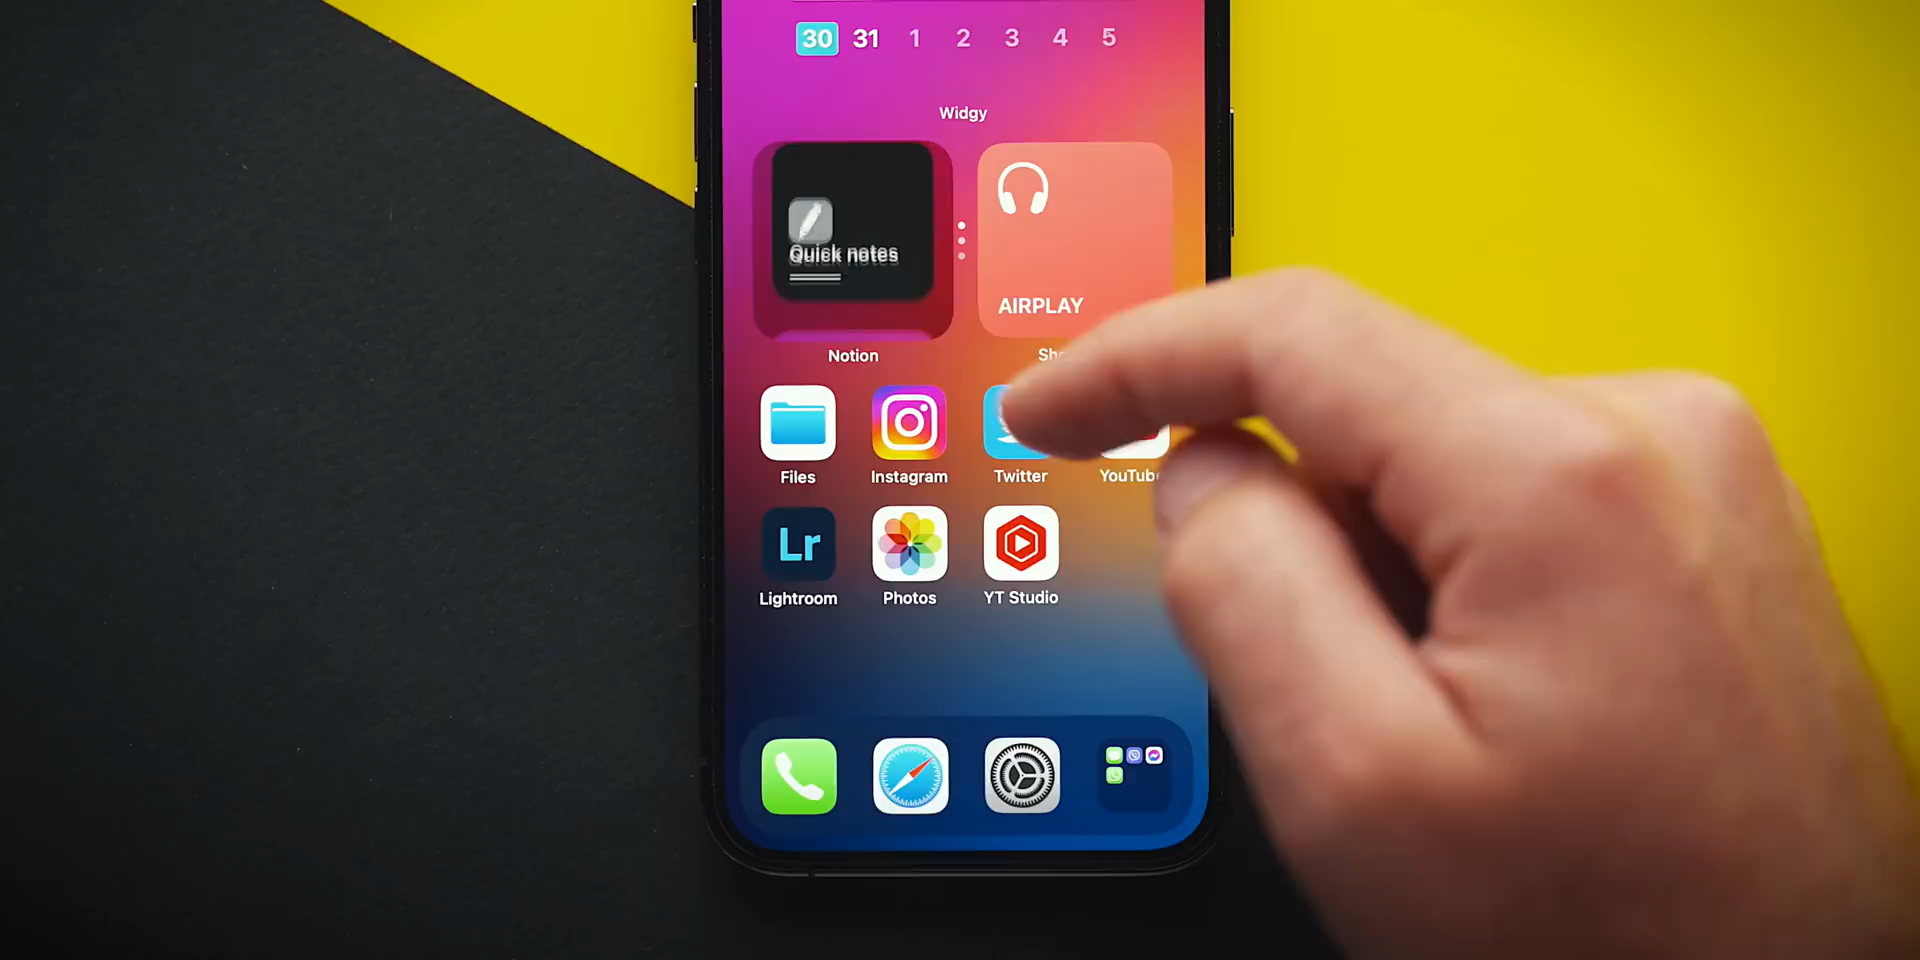 30 31 1 2 3 4 5
Widgy
Quick notes
AIRPLAY
Notion
Files Instagram Twitter
Lr
Lightroom Photos YT Studio